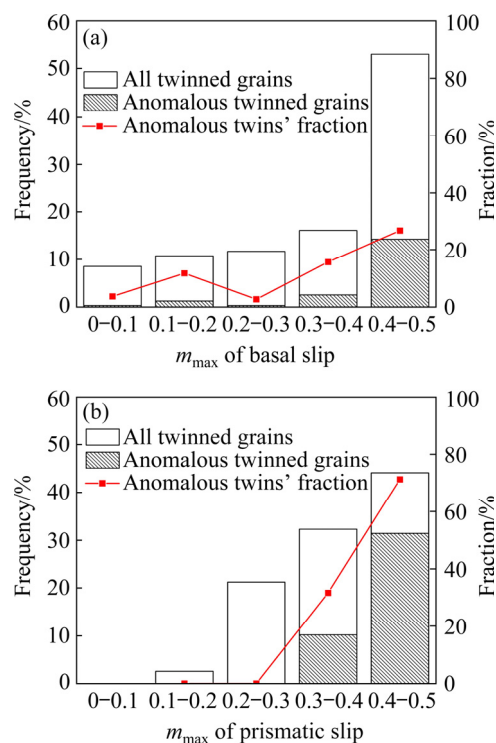 (a)
All twinned grains
Anomalous twinned grains
Anomalous twins' fraction
Frequency/%
60
50
40
30
20
10
0
Fraction/%
100
80
60
40
20
0
0−0.1 0.1−0.2 0.2−0.3 0.3−0.4 0.4−0.5
mmax of basal slip
(b)
All twinned grains
Anomalous twinned grains
Anomalous twins' fraction
Frequency/%
60
50
40
30
20
10
0
Fraction/%
100
80
60
40
20
0
0−0.1 0.1−0.2 0.2−0.3 0.3−0.4 0.4−0.5
mmax of prismatic slip